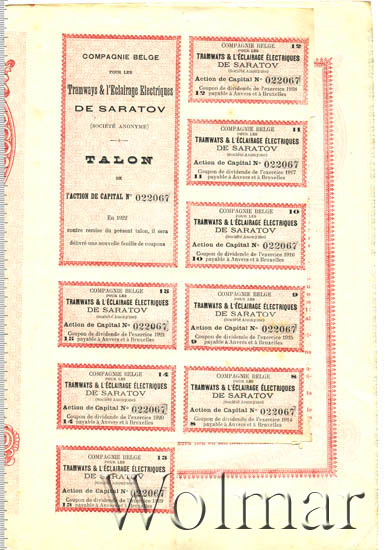 COMPAGNIE BELGE
POUR LES
Tramways & l'Eclairage Electriques
DE SARATOV
(SOCIÉTÉ ANONYME)
TALON
DE
l'ACTION DE CAPITAL N° 022067
En 1922
contre remise du présent talon, il sera
délivré une nouvelle feuille de coupons
COMPAGNIE BELGE 12
POUR LES
TRAMWAYS & L'ÉCLAIRAGE ÉLECTRIQUES
DE SARATOV
(Société Anonyme)
Action de Capital N° 022067
Coupon de dividende de l'exercice 1918
12 payable à Anvers et à Bruxelles
COMPAGNIE BELGE 11
POUR LES
TRAMWAYS & L'ÉCLAIRAGE ÉLECTRIQUES
DE SARATOV
(Société Anonyme)
Action de Capital N° 022067
Coupon de dividende de l'exercice 1917
11 payable à Anvers et à Bruxelles
COMPAGNIE BELGE 10
POUR LES
TRAMWAYS & L'ÉCLAIRAGE ÉLECTRIQUES
DE SARATOV
(Société Anonyme)
Action de Capital N° 022067
Coupon de dividende de l'exercice 1916
10 payable à Anvers et à Bruxelles
COMPAGNIE BELGE 15
POUR LES
TRAMWAYS & L'ÉCLAIRAGE ÉLECTRIQUES
DE SARATOV
(Société Anonyme)
Action de Capital N° 022067
Coupon de dividende de l'exercice 1921
15 payable à Anvers et à Bruxelles
COMPAGNIE BELGE 9
POUR LES
TRAMWAYS & L'ÉCLAIRAGE ÉLECTRIQUES
DE SARATOV
(Société Anonyme)
Action de Capital N° 022067
Coupon de dividende de l'exercice 1915
9 payable à Anvers et à Bruxelles
COMPAGNIE BELGE 14
POUR LES
TRAMWAYS & L'ÉCLAIRAGE ÉLECTRIQUES
DE SARATOV
(Société Anonyme)
Action de Capital N° 022067
Coupon de dividende de l'exercice 1920
14 payable à Anvers et à Bruxelles
COMPAGNIE BELGE 8
POUR LES
TRAMWAYS & L'ÉCLAIRAGE ÉLECTRIQUES
DE SARATOV
(Société Anonyme)
Action de Capital N° 022067
Coupon de dividende de l'exercice 1914
8 payable à Anvers et à Bruxelles
COMPAGNIE BELGE 13
POUR LES
TRAMWAYS & L'ÉCLAIRAGE ÉLECTRIQUES
DE SARATOV
(Société Anonyme)
Action de Capital N° 022067
Coupon de dividende de l'exercice 1919
13 payable à Anvers et à Bruxelles
Wolmar